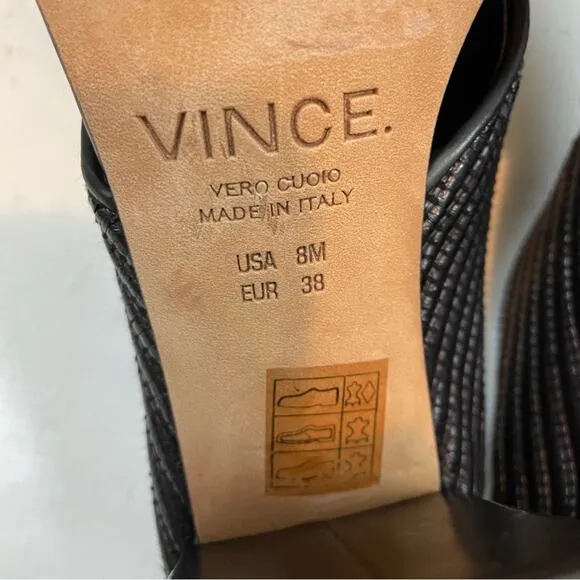 VINCE.
VERO CUOIO
MADE IN ITALY
USA 8M
EUR 38